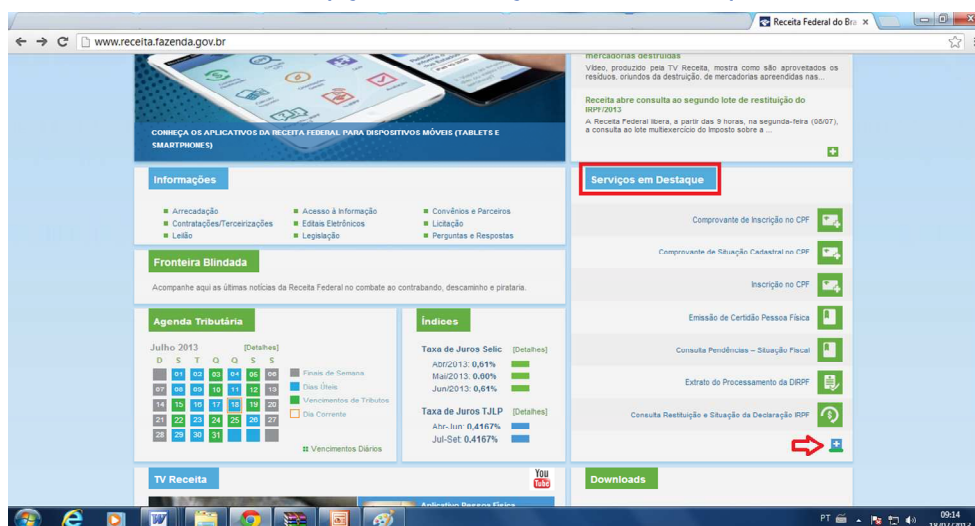 Receita Federal do Bra
www.receita.fazenda.gov.br
CONHEÇA OS APLICATIVOS DA RECEITA FEDERAL PARA DISPOSITIVOS MÓVEIS (TABLETS E
SMARTPHONES)
mercadorias destruídas
Vídeo, produzido pela TV Receita, mostra como são aproveitados os
resíduos, oriundos da destruição, de mercadorias apreendidas nas...
Receita abre consulta ao segundo lote de restituição do
IRPF/2013
A Receita Federal libera, a partir das 9 horas, na segunda-feira (08/07),
a consulta ao lote multiexercício do Imposto sobre a ...
Informações
Arrecadação
Contratações/Terceirizações
Leilão
Acesso à Informação
Editais Eletrônicos
Legislação
Convênios e Parceiros
Licitação
Perguntas e Respostas
Fronteira Blindada
Acompanhe aqui as últimas notícias da Receita Federal no combate ao contrabando, descaminho e pirataria.
Agenda Tributária
Julho 2013 [Detalhes]
D S T Q Q S S
01 02 03 04 05 06
07 08 09 10 11 12 13
14 15 16 17 18 19 20
21 22 23 24 25 26 27
28 29 30 31
Finais de Semana
Dias Úteis
Vencimentos de Tributos
Dia Corrente
Vencimentos Diários
Índices
Taxa de Juros Selic [Detalhes]
Abr/2013: 0,61%
Mai/2013: 0,60%
Jun/2013: 0,61%
Taxa de Juros TJLP [Detalhes]
Abr-Jun: 0,4167%
Jul-Set: 0,4167%
Serviços em Destaque
Comprovante de Inscrição no CPF
Comprovante de Situação Cadastral no CPF
Inscrição no CPF
Emissão de Certidão Pessoa Física
Consulta Pendências – Situação Fiscal
Extrato do Processamento da DIRPF
Consulta Restituição e Situação da Declaração IRPF
TV Receita
You
Tube
Aplicativo Pessoa Física
Downloads
PT
09:14